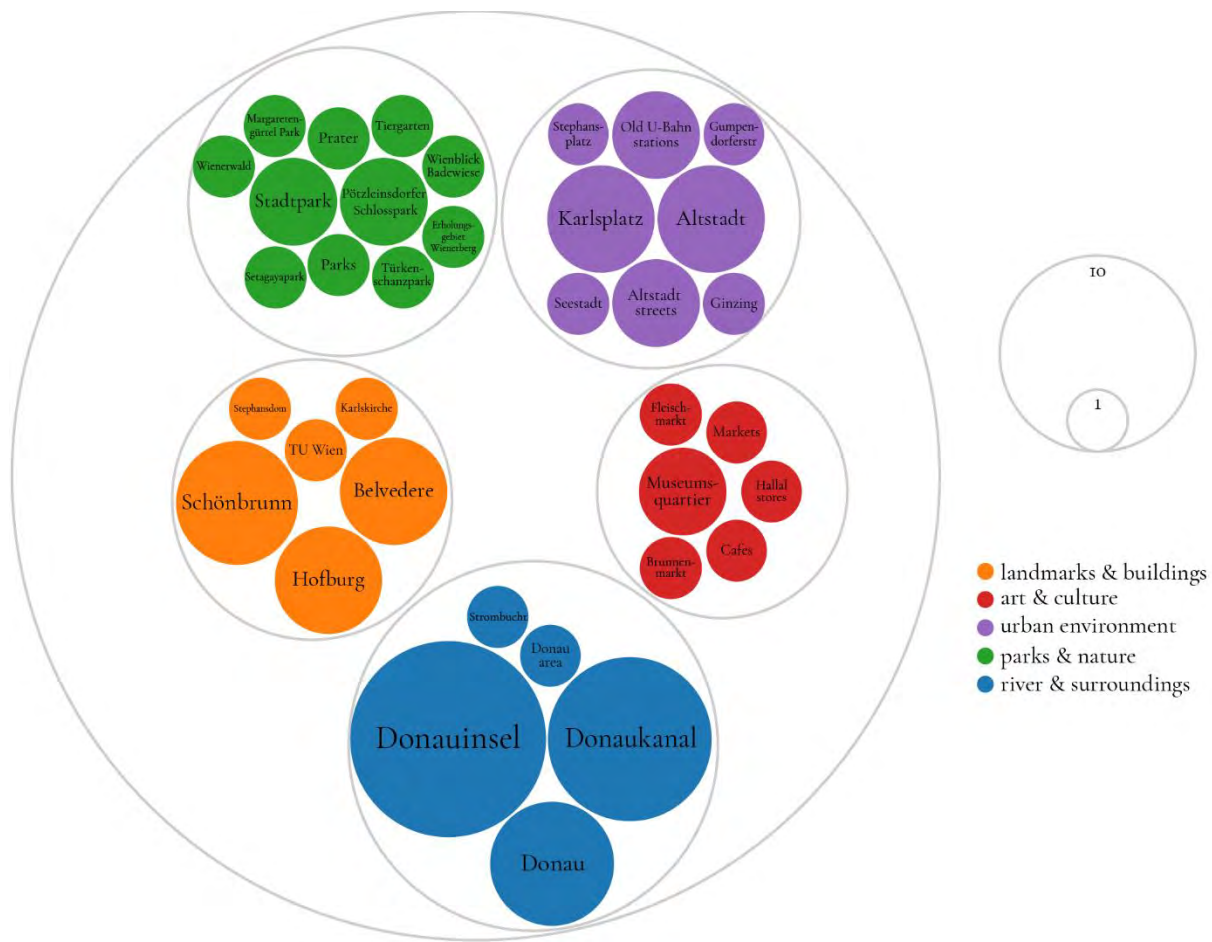 Margareten-
gürtel Park
Prater
Tiergarten
Wienerwald
Wienblick
Badewiese
Stadtpark
Pötzleinsdorfer
Schlosspark
Erholungs-
gebiet
Wienerberg
Setagayapark
Parks
Türken-
schanzpark
Stephans-
platz
Old U-Bahn
stations
Gumpen-
dorferstr
Karlsplatz
Altstadt
Seestadt
Altstadt
streets
Ginzing
10
1
Stephansdom
Karlskirche
TU Wien
Schönbrunn
Belvedere
Hofburg
Fleisch-
markt
Markets
Museums-
quartier
Hallal
stores
Brunnen-
markt
Cafes
Strombucht
Donau
area
Donauinsel
Donaukanal
Donau
landmarks & buildings
art & culture
urban environment
parks & nature
river & surroundings